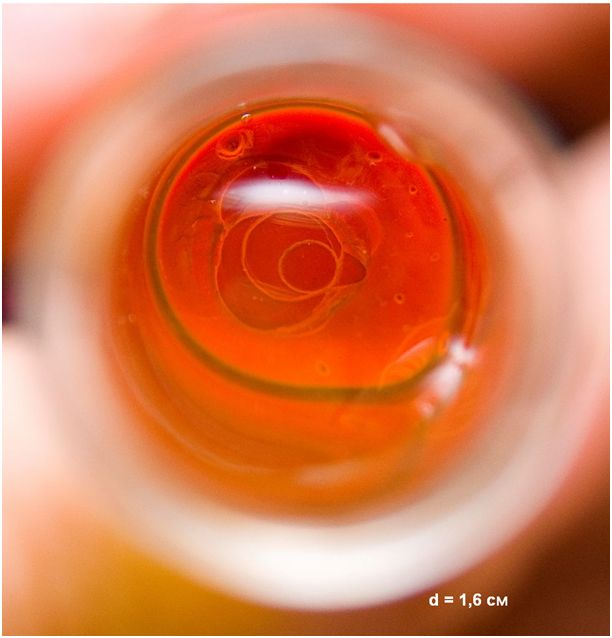 d = 1,6 см